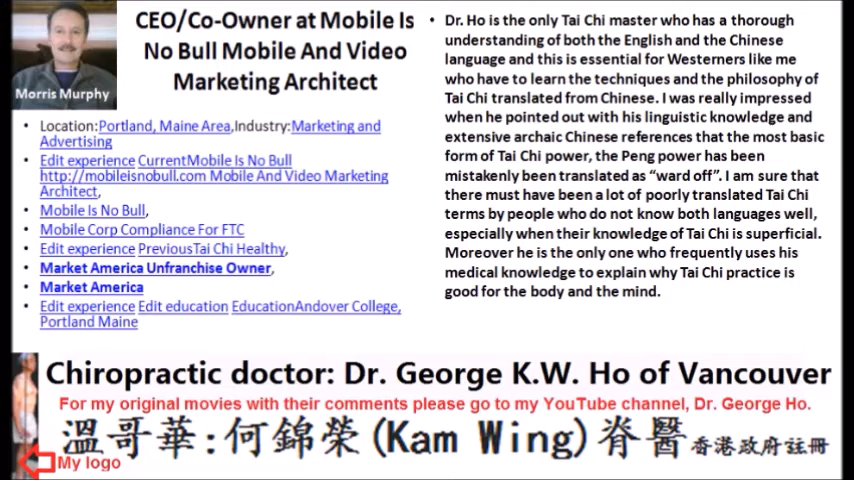 CEO/Co-Owner at Mobile Is
No Bull Mobile And Video
Marketing Architect
Morris Murphy
• Location:Portland, Maine Area,Industry:Marketing and
Advertising
• Edit experience CurrentMobile Is No Bull
http://mobileisnobull.com Mobile And Video Marketing
Architect,
• Mobile Is No Bull,
• Mobile Corp Compliance For FTC
• Edit experience PreviousTai Chi Healthy,
• Market America Unfranchise Owner,
• Market America
• Edit experience Edit education EducationAndover College,
Portland Maine
• Dr. Ho is the only Tai Chi master who has a thorough
understanding of both the English and the Chinese
language and this is essential for Westerners like me
who have to learn the techniques and the philosophy of
Tai Chi translated from Chinese. I was really impressed
when he pointed out with his linguistic knowledge and
extensive archaic Chinese references that the most basic
form of Tai Chi power, the Peng power has been
mistakenly been translated as “ward off”. I am sure that
there must have been a lot of poorly translated Tai Chi
terms by people who do not know both languages well,
especially when their knowledge of Tai Chi is superficial.
Moreover he is the only one who frequently uses his
medical knowledge to explain why Tai Chi practice is
good for the body and the mind.
Chiropractic doctor: Dr. George K.W. Ho of Vancouver
For my original movies with their comments please go to my YouTube channel, Dr. George Ho.
溫哥華:何錦榮(Kam Wing)脊醫香港政府註冊
My logo